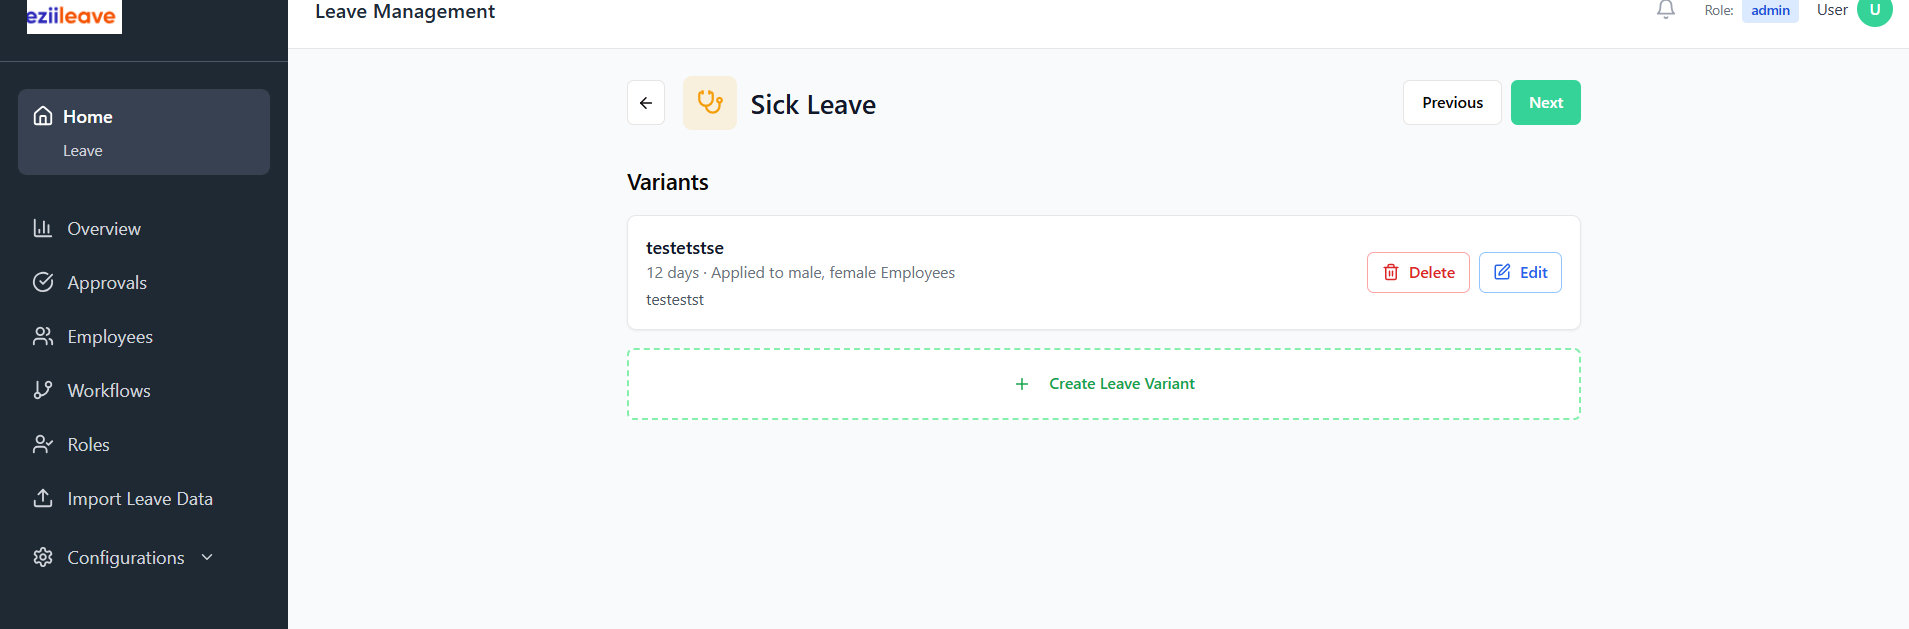 eziileave
Leave Management
Role: admin User U
Home
Leave
Overview
Approvals
Employees
Workflows
Roles
Import Leave Data
Configurations
Sick Leave
Previous Next
Variants
testetstse
12 days · Applied to male, female Employees
testestst
Delete Edit
+ Create Leave Variant